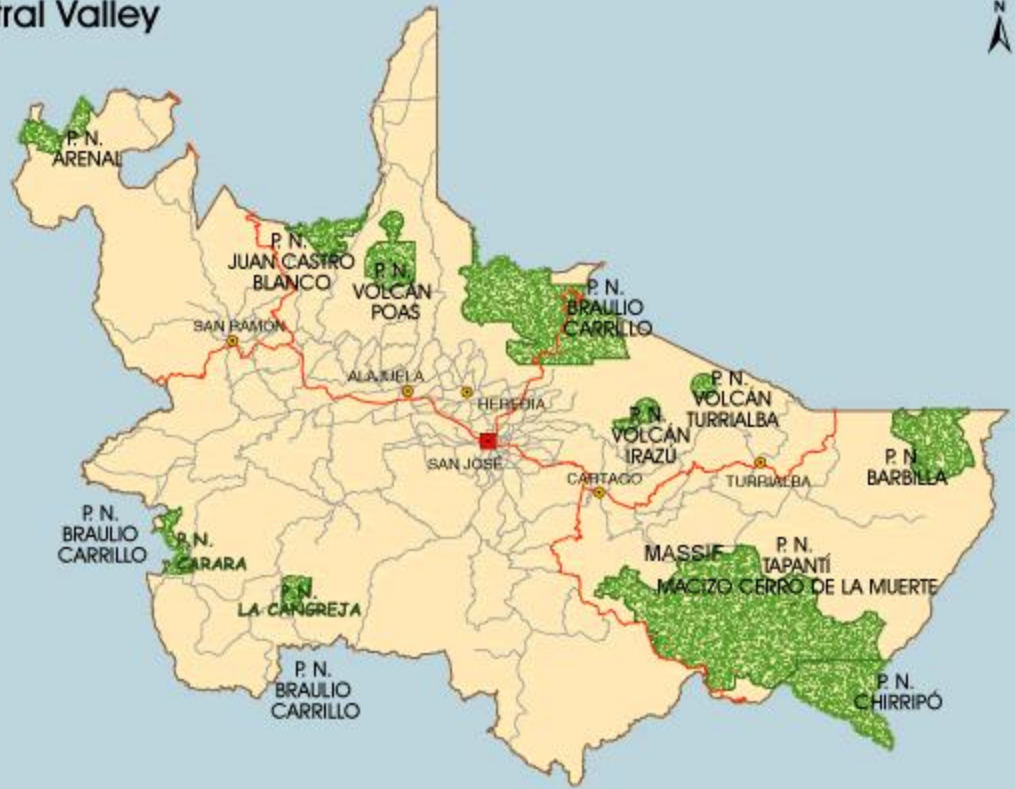 ral Valley
N
P. N.
ARENAL
P. N.
JUAN CASTRO
BLANCO
P. N.
VOLCÁN
POAS
P. N.
BRAULIO
CARRILLO
SAN RAMÓN
ALAJUELA
HEREDIA
P. N.
VOLCÁN
TURRIALBA
P. N.
VOLCÁN
IRAZÚ
SAN JOSÉ
CARTAGO
TURRIALBA
P. N.
BARBILLA
P. N.
BRAULIO
CARRILLO
P. N.
CARARA
MASSIF
P. N.
TAPANTÍ
MACIZO CERRO DE LA MUERTE
P. N.
LA CANGREJA
P. N.
BRAULIO
CARRILLO
P. N.
CHIRRIPÓ